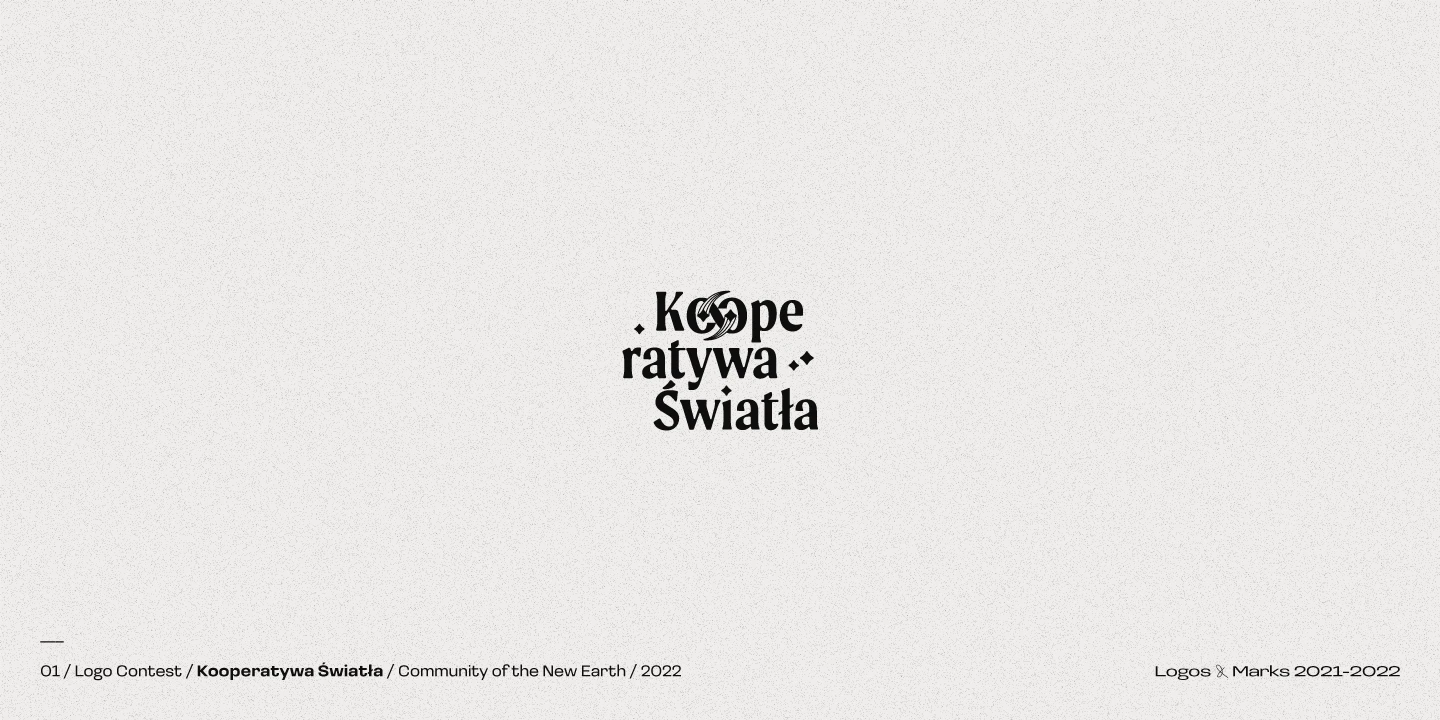 Koope
ratywa
Światła
01 / Logo Contest / Kooperatywa Światła / Community of the New Earth / 2022
Logos & Marks 2021-2022